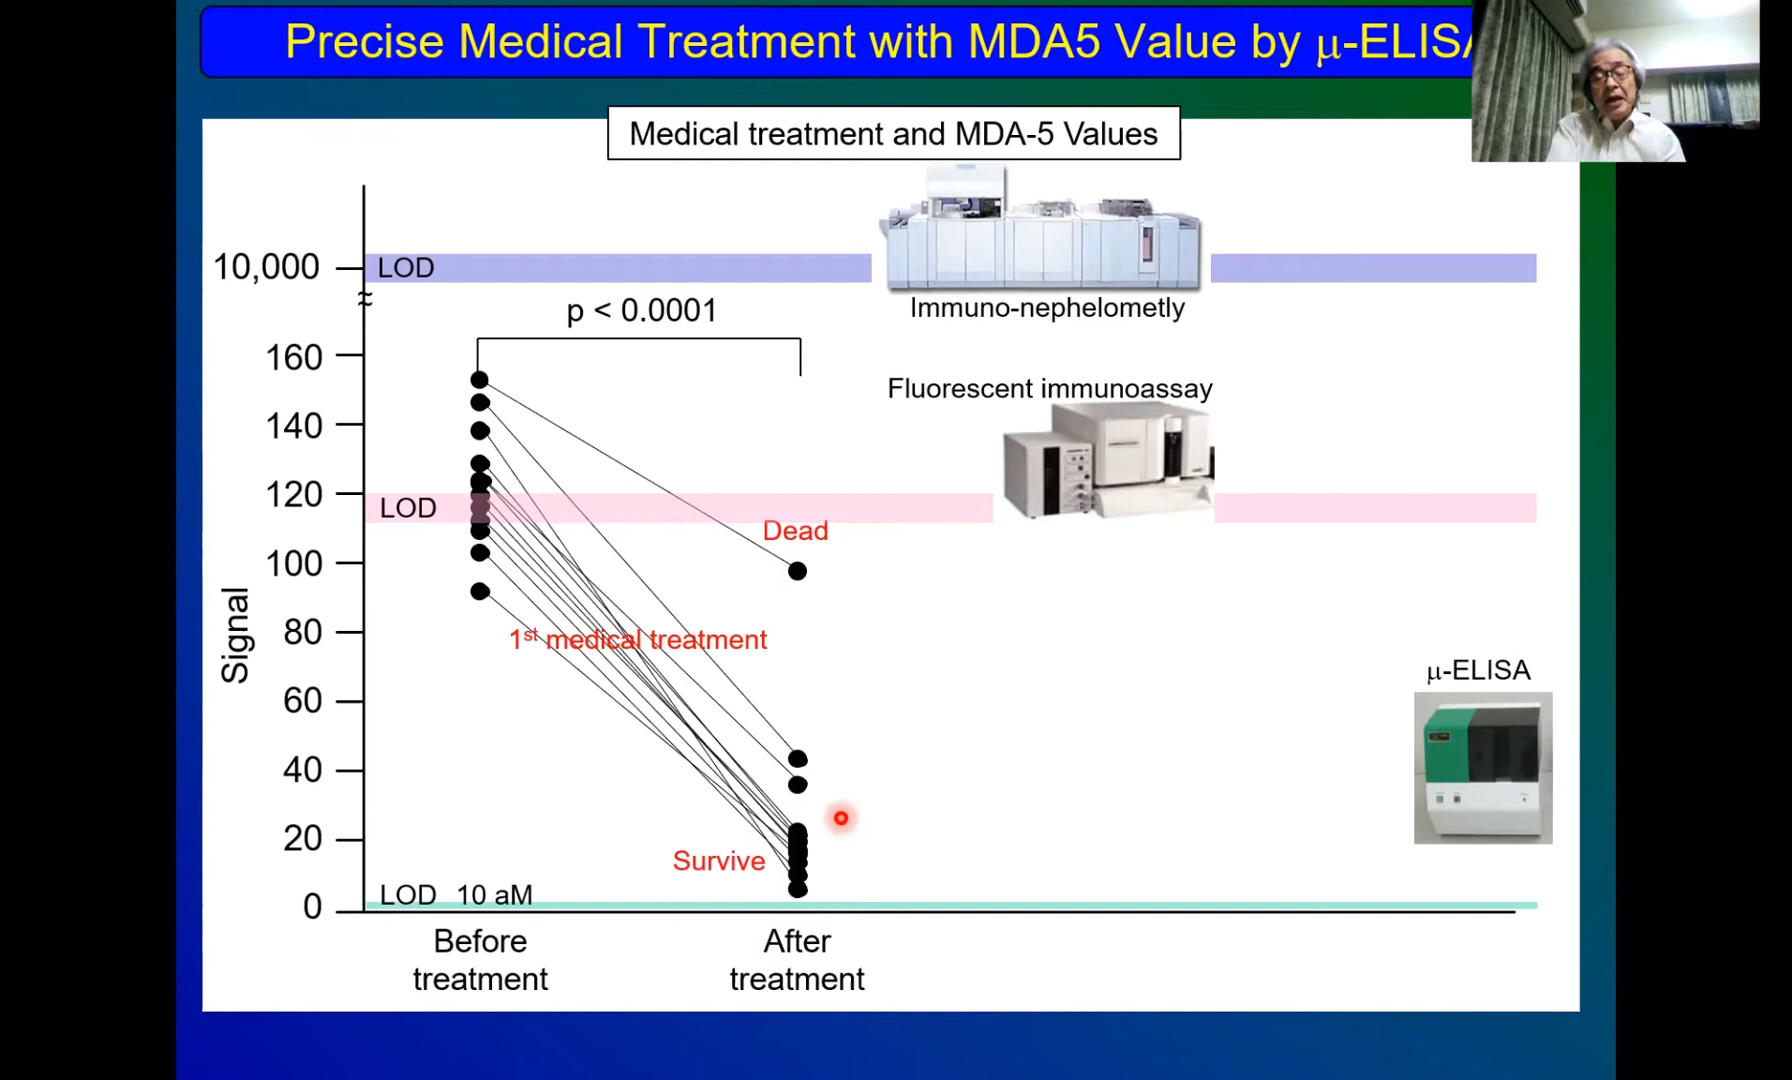 Precise Medical Treatment with MDA5 Value by μ-ELISA
Medical treatment and MDA-5 Values
10,000
LOD
Immuno-nephelometly
p < 0.0001
160
Fluorescent immunoassay
140
120
LOD
Dead
100
Signal
80
1st medical treatment
μ-ELISA
60
40
20
Survive
0
LOD 10 aM
Before
treatment
After
treatment